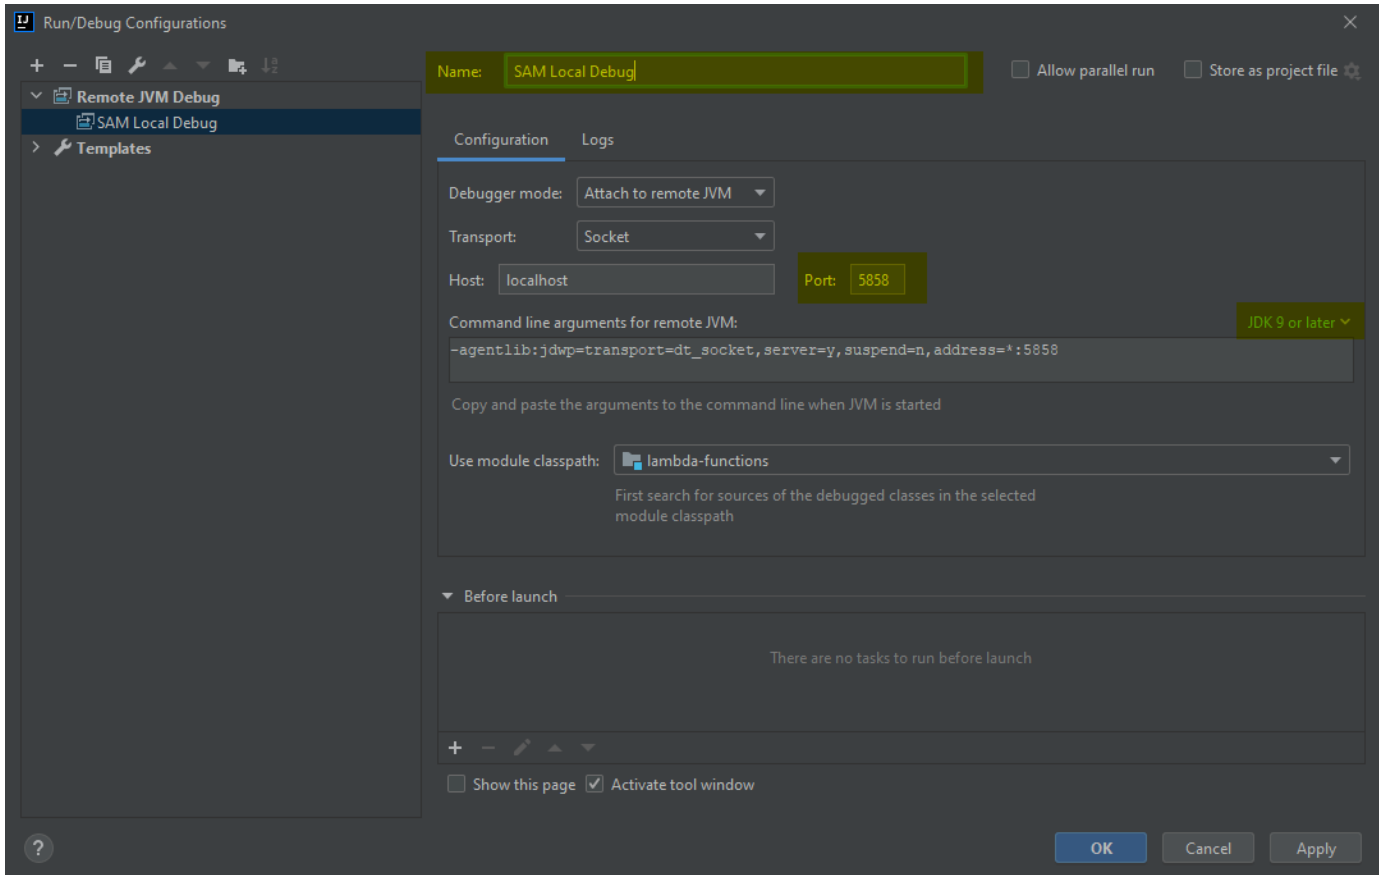 Run/Debug Configurations
Name: SAM Local Debug
Allow parallel run
Store as project file
Remote JVM Debug
SAM Local Debug
Templates
Configuration Logs
Debugger mode: Attach to remote JVM
Transport: Socket
Host: localhost Port: 5858
Command line arguments for remote JVM: JDK 9 or later
-agentlib:jdwp=transport=dt_socket,server=y,suspend=n,address=*:5858
Copy and paste the arguments to the command line when JVM is started
Use module classpath: lambda-functions
First search for sources of the debugged classes in the selected
module classpath
Before launch
There are no tasks to run before launch
Show this page Activate tool window
? OK Cancel Apply